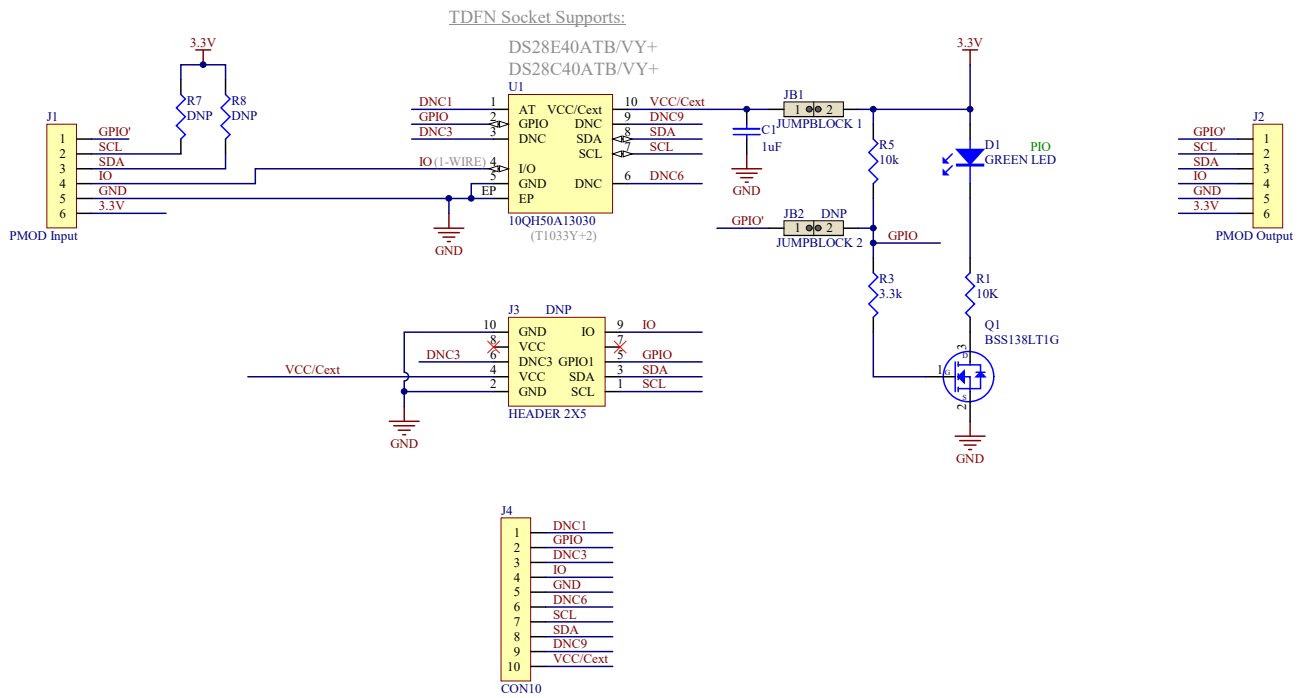 TDFN Socket Supports:
DS28E40ATB/VY+
DS28C40ATB/VY+
3.3V
R7
DNP
R8
DNP
J1
1 GPIO'
2 SCL
3 SDA
4 IO
5 GND
6 3.3V
PMOD Input
GND
U1
DNC1 1 AT VCC/Cext 10 VCC/Cext
GPIO 2 GPIO DNC 9 DNC9
DNC3 3 DNC SDA 8 SDA
SCL 7 SCL
IO (1-WIRE) 4 I/O
5 GND DNC 6 DNC6
EP EP
10QH50A13030
(T1033Y+2)
C1
1uF
GND
JB1
1 2
JUMPBLOCK 1
3.3V
R5
10k
D1 PIO
GREEN LED
GPIO' JB2 DNP
1 2
JUMPBLOCK 2
GPIO
R3
3.3k
R1
10K
Q1
BSS138LT1G
3
D
1 G
S
2
GND
J2
GPIO' 1
SCL 2
SDA 3
IO 4
GND 5
3.3V 6
PMOD Output
J3 DNP
10 GND IO 9 IO
8 VCC 7
DNC3 6 DNC3 GPIO1 5 GPIO
VCC/Cext 4 VCC SDA 3 SDA
2 GND SCL 1 SCL
HEADER 2X5
GND
J4
1 DNC1
2 GPIO
3 DNC3
4 IO
5 GND
6 DNC6
7 SCL
8 SDA
9 DNC9
10 VCC/Cext
CON10